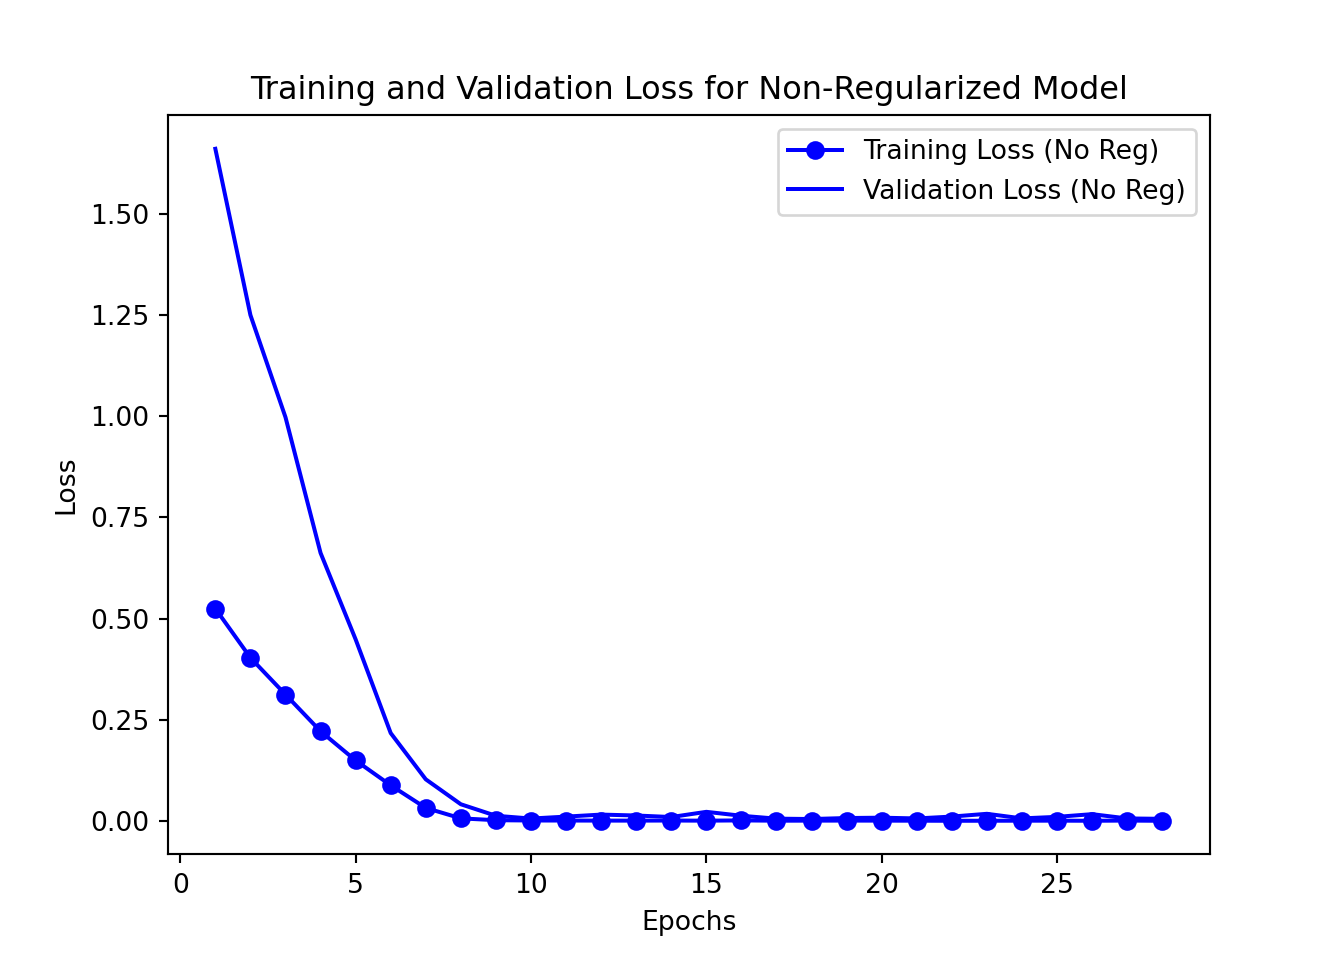 Training and Validation Loss for Non-Regularized Model
Training Loss (No Reg)
Validation Loss (No Reg)
1.50
1.25
1.00
0.75
0.50
0.25
0.00
Loss
0 5 10 15 20 25
Epochs